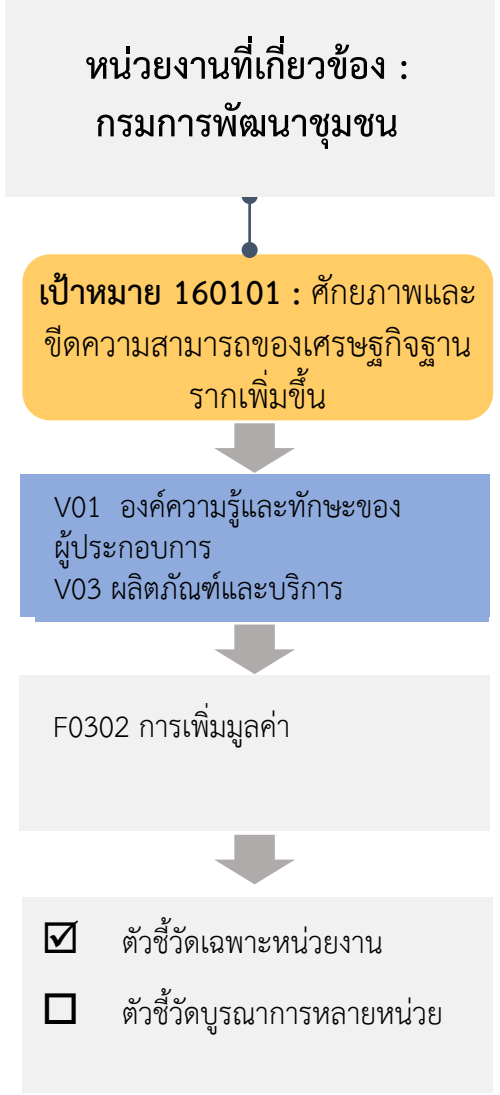 หน่วยงานที่เกี่ยวข้อง :
กรมการพัฒนาชุมชน
เป้าหมาย 160101 : ศักยภาพและ
ขีดความสามารถของเศรษฐกิจฐาน
รากเพิ่มขึ้น
V01 องค์ความรู้และทักษะของ
ผู้ประกอบการ
V03 ผลิตภัณฑ์และบริการ
F0302 การเพิ่มมูลค่า
☑ ตัวชี้วัดเฉพาะหน่วยงาน
☐ ตัวชี้วัดบูรณาการหลายหน่วย